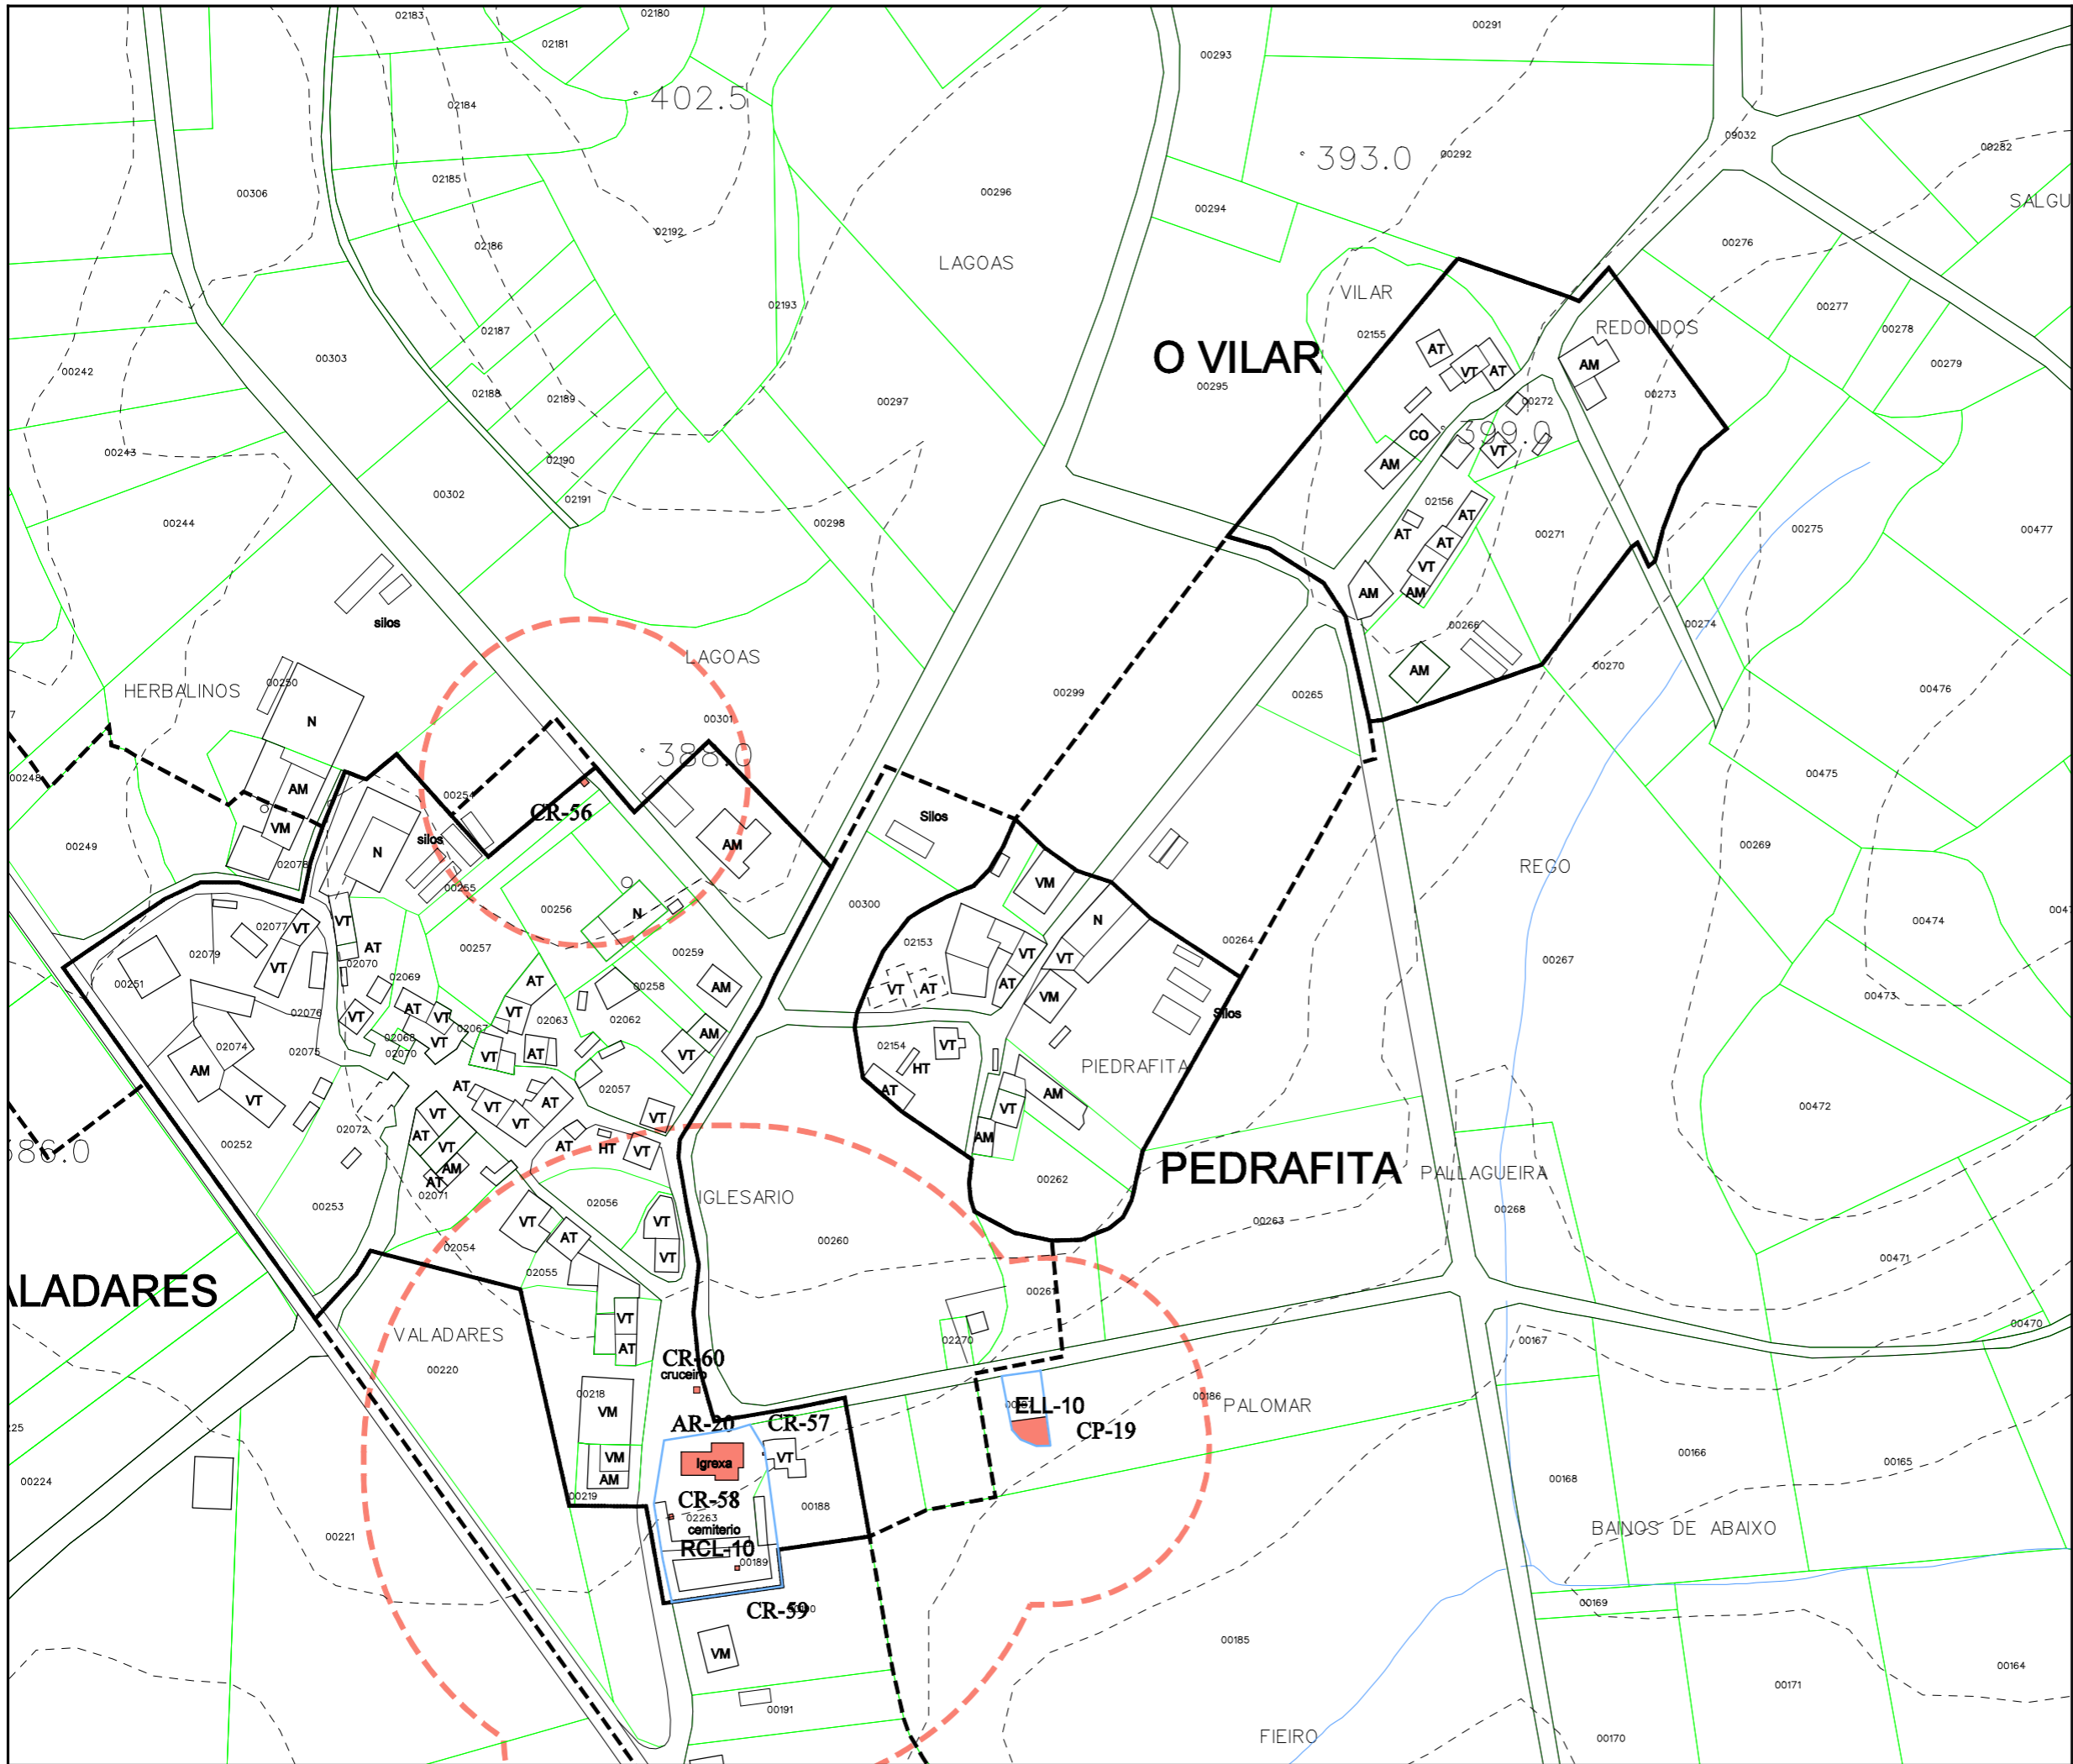 02183
02180
02181
00291
00293
02184
402.5
09032
00282
393.0
00292
02185
00306
00296
SALGU
00294
02192
02186
00276
LAGOAS
VILAR
02193
00277
02187
REDONDOS
00278
02155
O VILAR
AT
00303
AM
00279
00242
VT
AT
00295
02188
02189
00297
00272
00273
CO
399.0
00243
VT
02190
AM
00302
02191
02156
AT
00244
00298
AT
00275
00477
00271
AT
VT
AM
AM
silos
00266
00274
LAGOAS
HERBALINOS
00250
00270
AM
00299
00265
00476
N
00301
388.0
00248
00475
AM
00254
CR-56
Silos
VM
silos
AM
00249
N
02078
REGO
00269
VM
00255
00300
00256
N
N
00474
VT
02077
VT
02153
00264
AT
00257
VT
02079
00259
VT
00267
02070
VT
02069
AT
00251
AM
00258
VT
AT
AT
VM
00473
AT
VT
02076
VT
VT
02063
02062
Silos
02067
AM
02068
VT
02074
02154
VT
02075
02070
VT
AT
VT
PIEDRAFITA
HT
AM
AT
02057
AT
AM
VT
VT
AT
VT
VT
00472
VT
VT
02072
AT
00252
AM
VT
AT
HT
VT
386.0
AM
PEDRAFITA
PALLAGUEIRA
AT
02071
00262
IGLESARIO
02056
00253
VT
VT
00268
00263
AT
00260
02054
VT
00471
02055
00261
ALADARES
VT
00470
VALADARES
02270
00167
AT
CR-60
00220
cruceiro
00218
00186
PALOMAR
VM
ELL-10
AR-20
CR-57
CP-19
00166
VM
VT
Igrexa
00165
AM
00168
00224
00219
CR-58
00188
02263
cemiterio
BAINOS DE ABAIXO
00221
RCL-10
00189
CR-59
00169
00185
VM
00164
00171
00191
FIEIRO
00170